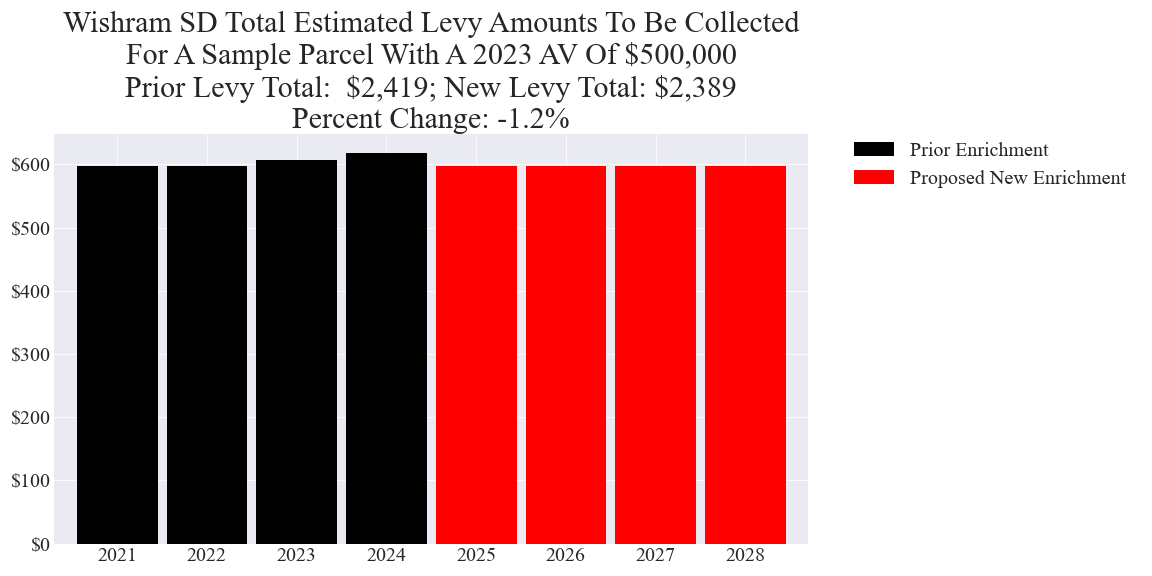 Wishram SD Total Estimated Levy Amounts To Be Collected
For A Sample Parcel With A 2023 AV Of $500,000
Prior Levy Total:  $2,419; New Levy Total: $2,389
Percent Change: -1.2%
Prior Enrichment
Proposed New Enrichment
$600
$500
$400
$300
$200
$100
$0
2021 2022 2023 2024 2025 2026 2027 2028